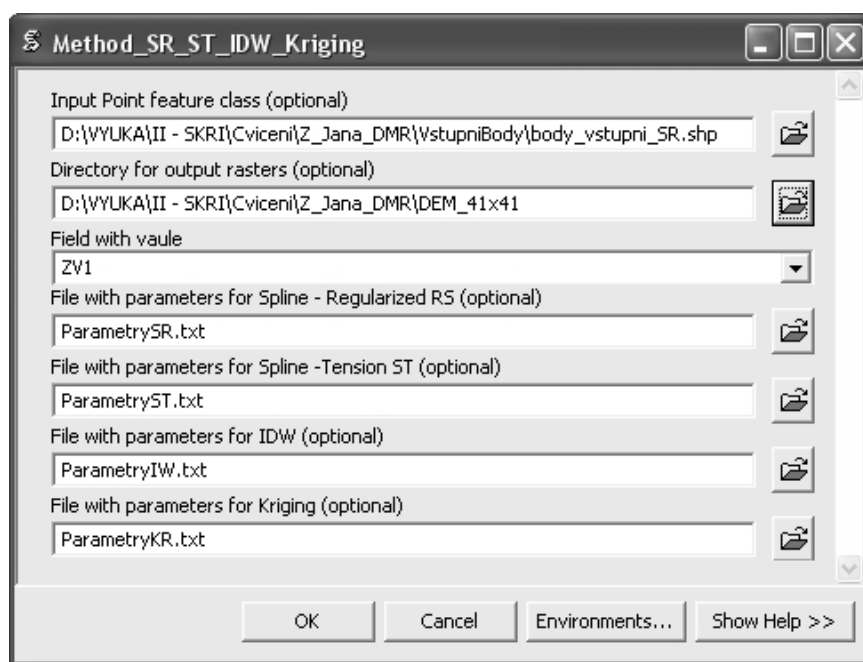 Method_SR_ST_IDW_Kriging
Input Point feature class (optional)
D:\VYUKA\II - SKRI\Cviceni\Z_Jana_DMR\VstupniBody\body_vstupni_SR.shp
Directory for output rasters (optional)
D:\VYUKA\II - SKRI\Cviceni\Z_Jana_DMR\DEM_41x41
Field with vaule
ZV1
File with parameters for Spline - Regularized RS (optional)
ParametrySR.txt
File with parameters for Spline -Tension ST (optional)
ParametryST.txt
File with parameters for IDW (optional)
ParametryIW.txt
File with parameters for Kriging (optional)
ParametryKR.txt
OK Cancel Environments... Show Help >>